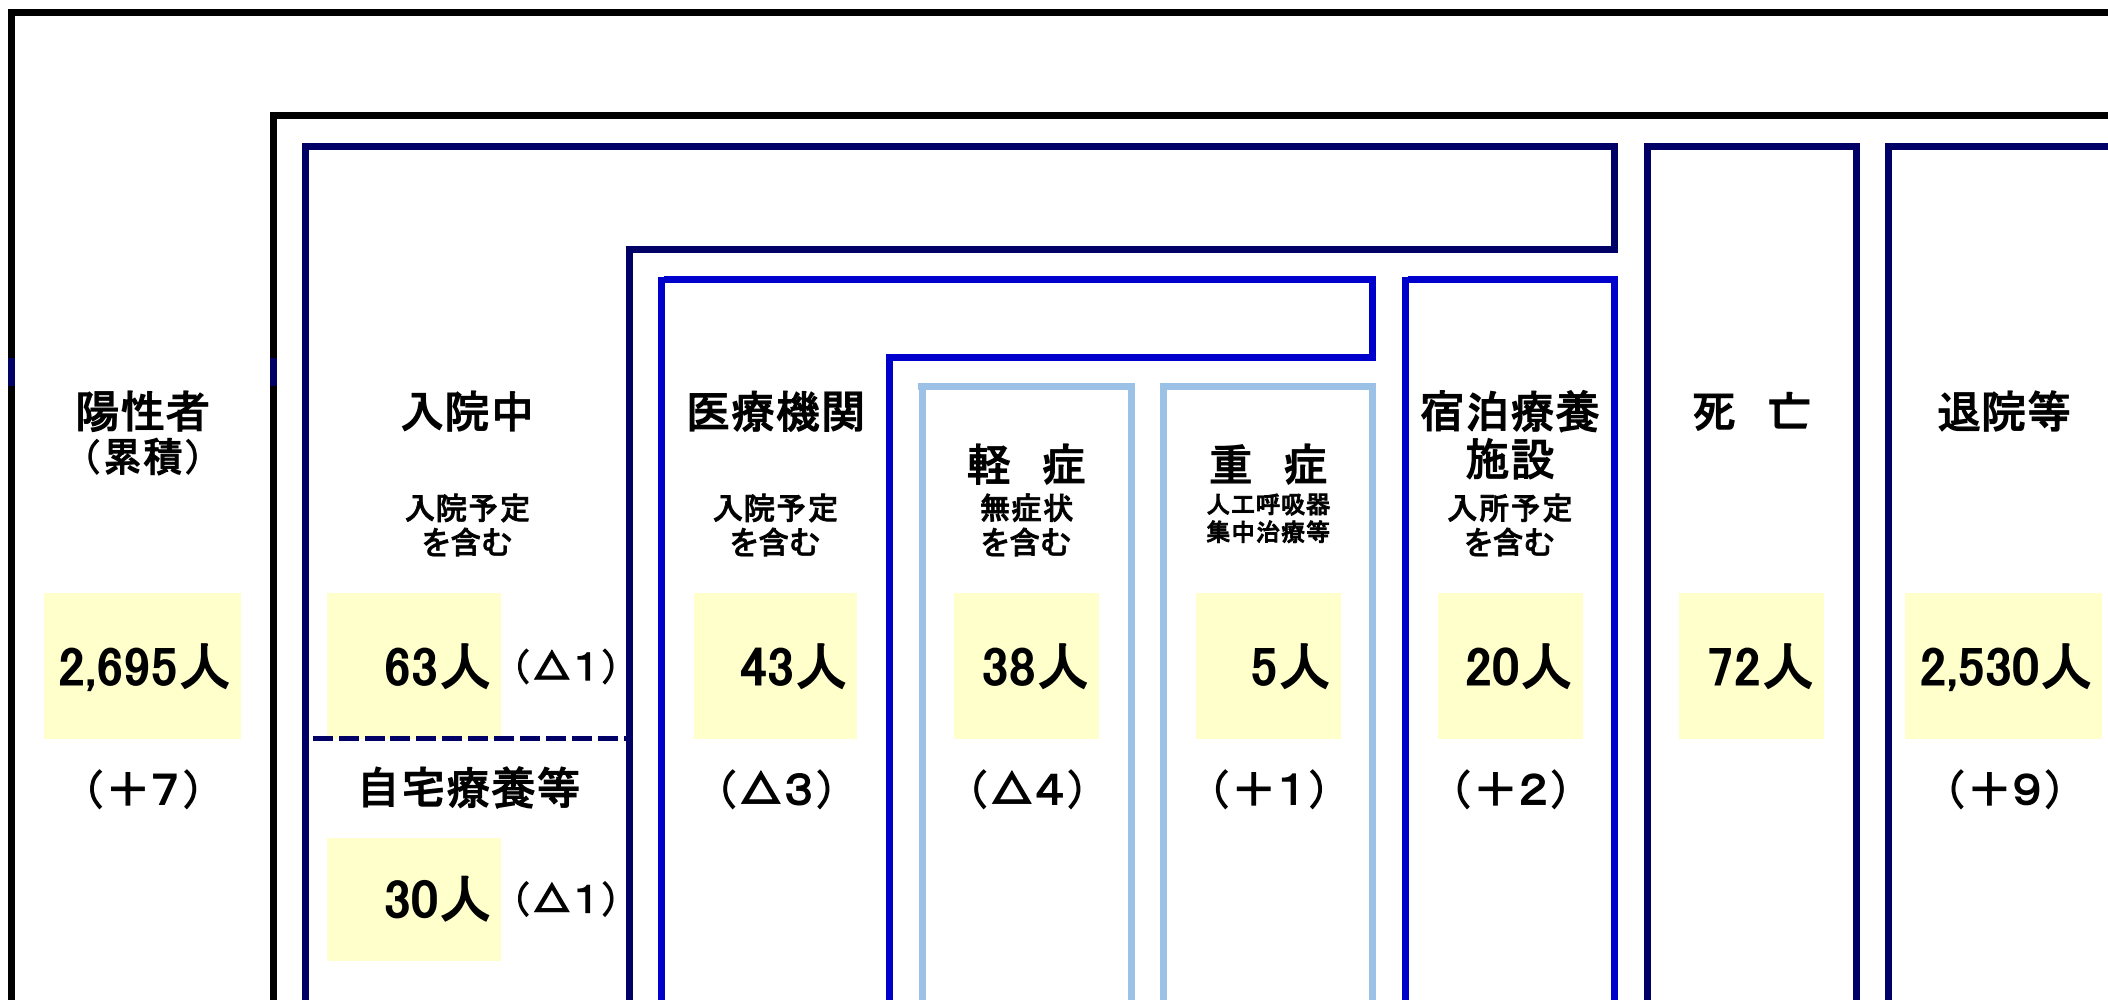 陽性者
（累積）
2,695人
（＋7）
入院中
入院予定
を含む
63人（△1）
自宅療養等
30人（△1）
医療機関
入院予定
を含む
43人
（△3）
軽　症
無症状
を含む
38人
（△4）
重　症
人工呼吸器
集中治療等
5人
（＋1）
宿泊療養
施設
入所予定
を含む
20人
（＋2）
死　亡
72人
退院等
2,530人
（＋9）